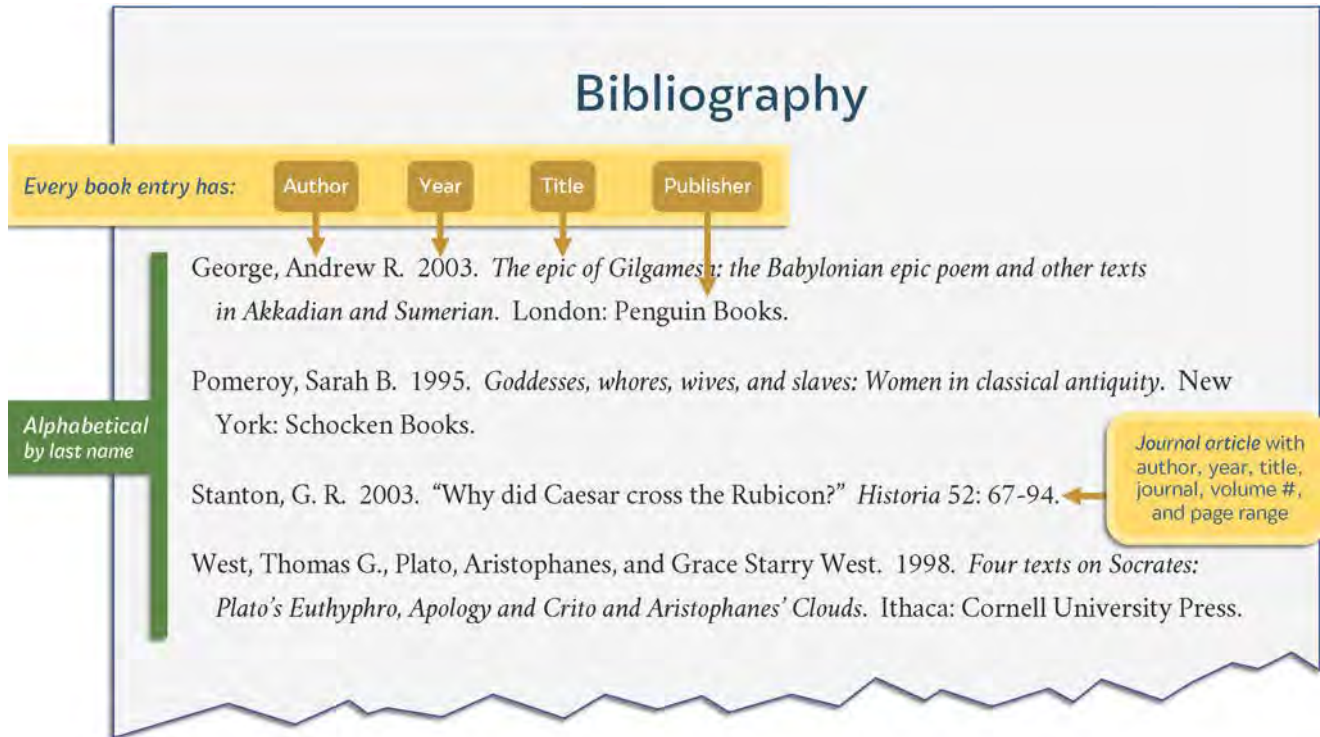 Bibliography
Every book entry has: Author Year Title Publisher
George, Andrew R. 2003. The epic of Gilgamesh: the Babylonian epic poem and other texts
in Akkadian and Sumerian. London: Penguin Books.
Pomeroy, Sarah B. 1995. Goddesses, whores, wives, and slaves: Women in classical antiquity. New
York: Schocken Books.
Alphabetical
by last name
Stanton, G. R. 2003. “Why did Caesar cross the Rubicon?” Historia 52: 67-94.
Journal article with
author, year, title,
journal, volume #,
and page range
West, Thomas G., Plato, Aristophanes, and Grace Starry West. 1998. Four texts on Socrates:
Plato’s Euthyphro, Apology and Crito and Aristophanes’ Clouds. Ithaca: Cornell University Press.